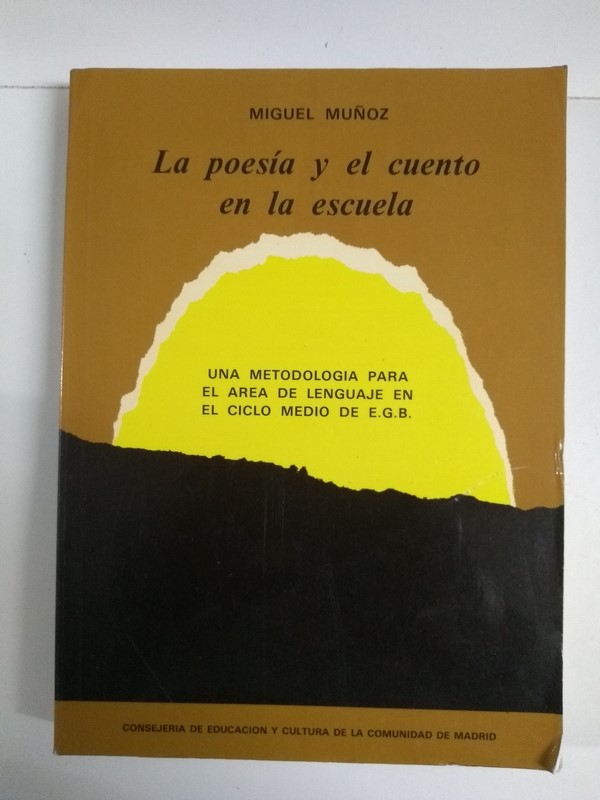 MIGUEL MUÑOZ
La poesía y el cuento
en la escuela
UNA METODOLOGIA PARA
EL AREA DE LENGUAJE EN
EL CICLO MEDIO DE E.G.B.
CONSEJERIA DE EDUCACION Y CULTURA DE LA COMUNIDAD DE MADRID